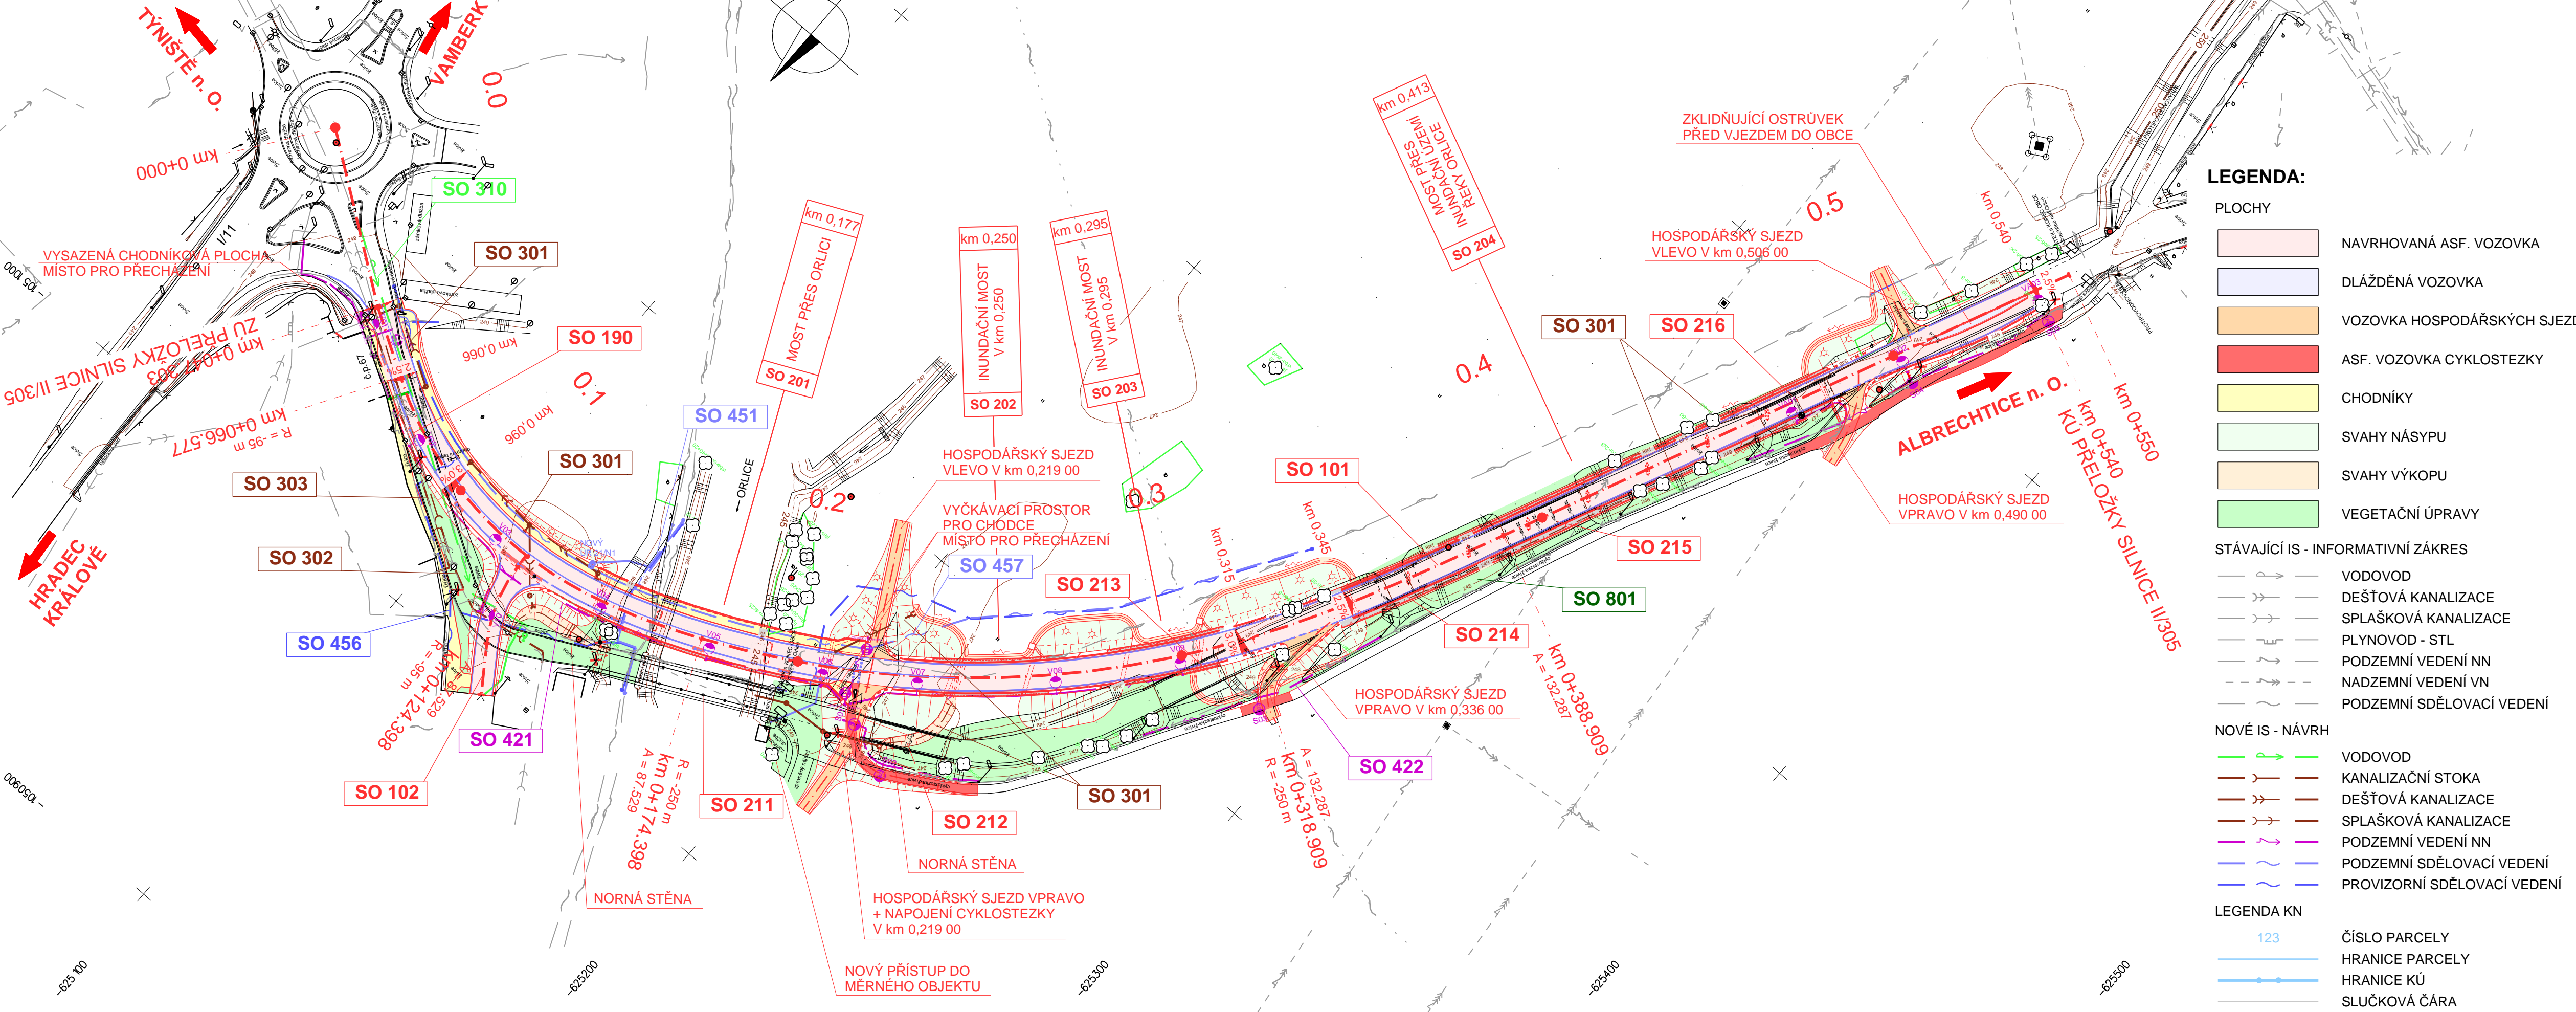 TÝNIŠTĚ n. O.
VAMBERK
0.0
km 0+000
I/11
SO 310
VYSAZENÁ CHODNÍKOVÁ PLOCHA
MÍSTO PRO PŘECHÁZENÍ
SO 301
SO 190
km 0,066
ZÚ PŘELOŽKY SILNICE II/305
km 0+047.303
č.p.67
km 0+066.577
R = -95 m
0.1
km 0,096
SO 451
SO 303
SO 301
SO 302
HRADEC
KRÁLOVÉ
SO 456
SO 421
SO 102
km 0+124.398
R = -95 m
-1051000
-1050900
km 0,177
MOST PŘES ORLICI
SO 201
ORLICE
0.2
km 0,250
INUNDAČNÍ MOST
V km 0,250
SO 202
km 0,295
INUNDAČNÍ MOST
V km 0,295
SO 203
km 0,413
MOST PŘES
INUNDAČNÍ ÚZEMÍ
ŘEKY ORLICE
SO 204
HOSPODÁŘSKÝ SJEZD
VLEVO V km 0,219 00
VYČKÁVACÍ PROSTOR
PRO CHODCE
MÍSTO PRO PŘECHÁZENÍ
SO 457
SO 213
0.3
km 0,315
km 0,345
SO 101
0.4
ZKLIDŇUJÍCÍ OSTRŮVEK
PŘED VJEZDEM DO OBCE
0.5
HOSPODÁŘSKÝ SJEZD
VLEVO V km 0,506 00
km 0,540
SO 301
SO 216
ALBRECHTICE n. O.
km 0+550
km 0+540
KÚ PŘELOŽKY SILNICE II/305
HOSPODÁŘSKÝ SJEZD
VPRAVO V km 0,490 00
SO 215
SO 801
SO 214
km 0+388.909
A = 132.287
HOSPODÁŘSKÝ SJEZD
VPRAVO V km 0,336 00
SO 422
A = 132.287
km 0+318.909
R = -250 m
SO 301
SO 211
R = -250 m
km 0+174.398
A = 87.529
SO 212
NORNÁ STĚNA
NORNÁ STĚNA
HOSPODÁŘSKÝ SJEZD VPRAVO
+ NAPOJENÍ CYKLOSTEZKY
V km 0,219 00
NOVÝ PŘÍSTUP DO
MĚRNÉHO OBJEKTU
-625100
-625200
-625300
-625400
-625500
LEGENDA:
PLOCHY
NAVRHOVANÁ ASF. VOZOVKA
DLÁŽDĚNÁ VOZOVKA
VOZOVKA HOSPODÁŘSKÝCH SJEZD
ASF. VOZOVKA CYKLOSTEZKY
CHODNÍKY
SVAHY NÁSYPU
SVAHY VÝKOPU
VEGETAČNÍ ÚPRAVY
STÁVAJÍCÍ IS - INFORMATIVNÍ ZÁKRES
VODOVOD
DEŠŤOVÁ KANALIZACE
SPLAŠKOVÁ KANALIZACE
PLYNOVOD - STL
PODZEMNÍ VEDENÍ NN
NADZEMNÍ VEDENÍ VN
PODZEMNÍ SDĚLOVACÍ VEDENÍ
NOVÉ IS - NÁVRH
VODOVOD
KANALIZAČNÍ STOKA
DEŠŤOVÁ KANALIZACE
SPLAŠKOVÁ KANALIZACE
PODZEMNÍ VEDENÍ NN
PODZEMNÍ SDĚLOVACÍ VEDENÍ
PROVIZORNÍ SDĚLOVACÍ VEDENÍ
LEGENDA KN
123 ČÍSLO PARCELY
HRANICE PARCELY
HRANICE KÚ
SLUČKOVÁ ČÁRA